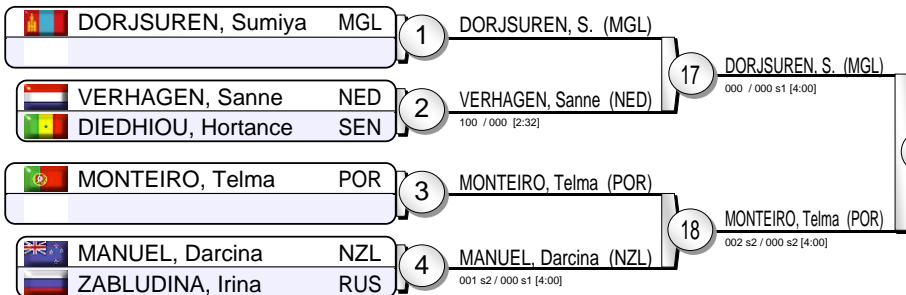 DORJSUREN, Sumiya MGL
1
DORJSUREN, S. (MGL)
VERHAGEN, Sanne NED
DIEDHIOU, Hortance SEN
2
VERHAGEN, Sanne (NED)
100 / 000 [2:32]
17
DORJSUREN, S. (MGL)
000 / 000 s1 [4:00]
MONTEIRO, Telma POR
3
MONTEIRO, Telma (POR)
MANUEL, Darcina NZL
ZABLUDINA, Irina RUS
4
MANUEL, Darcina (NZL)
001 s2 / 000 s1 [4:00]
18
MONTEIRO, Telma (POR)
002 s2 / 000 s2 [4:00]